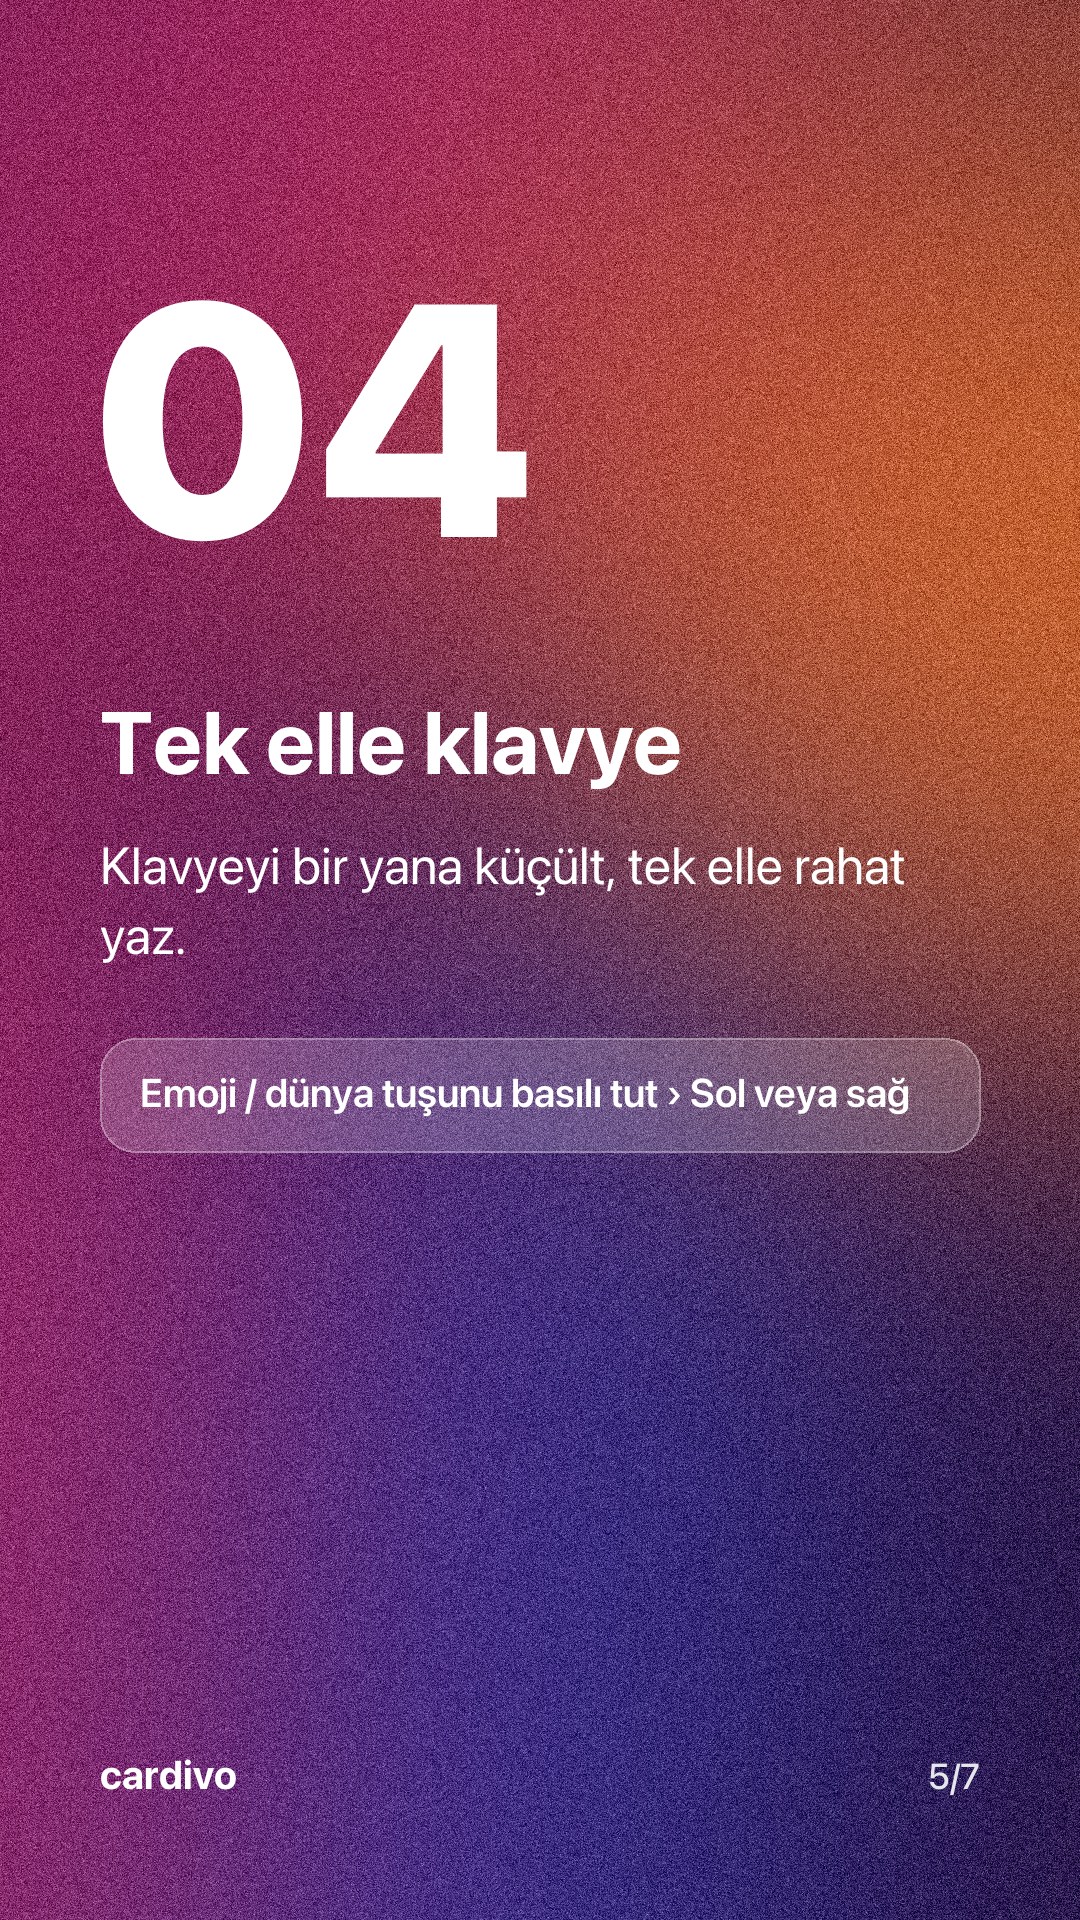 04
Tek elle klavye
Klavyeyi bir yana küçült, tek elle rahat
yaz.
Emoji / dünya tuşunu basılı tut › Sol veya sağ
cardivo
5/7